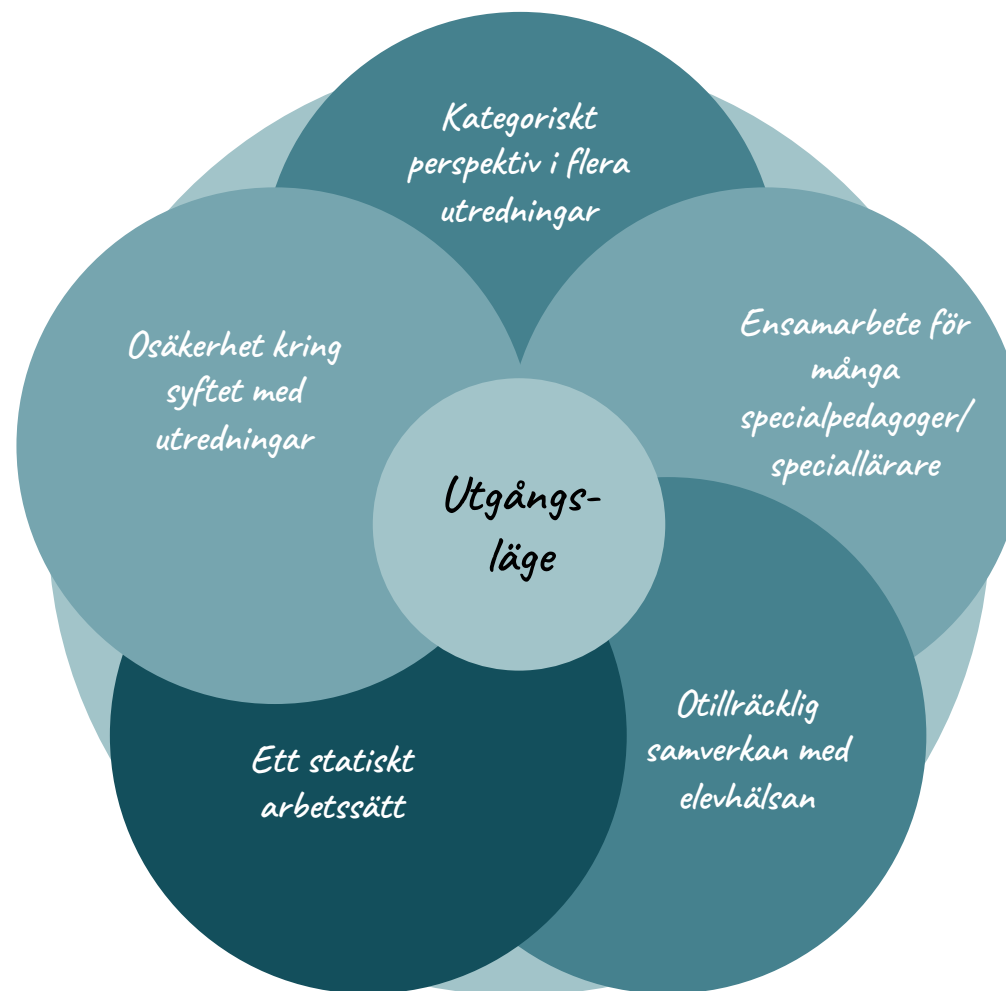 Kategoriskt
perspektiv i flera
utredningar
Ensamarbete för
många
specialpedagoger/
speciallärare
Osäkerhet kring
syftet med
utredningar
Utgångs-
läge
Otillräcklig
samverkan med
elevhälsan
Ett statiskt
arbetssätt